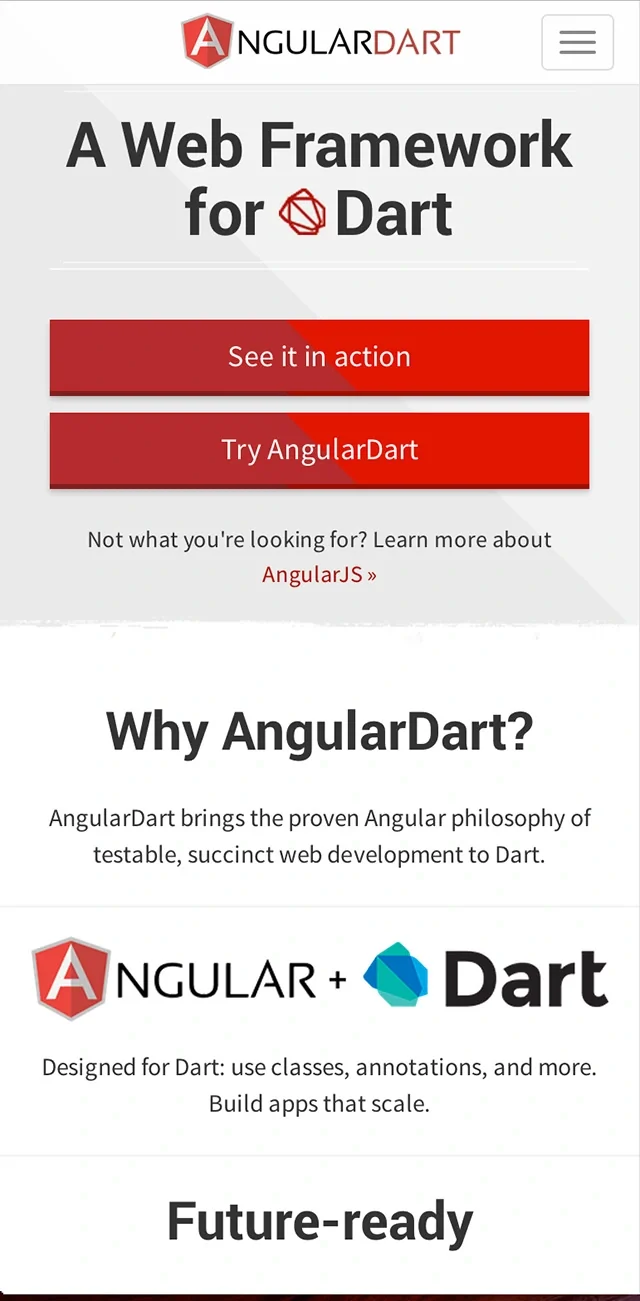 ANGULARDART
A Web Framework
for Dart
See it in action
Try AngularDart
Not what you're looking for? Learn more about
AngularJS »
Why AngularDart?
AngularDart brings the proven Angular philosophy of
testable, succinct web development to Dart.
ANGULAR + Dart
Designed for Dart: use classes, annotations, and more.
Build apps that scale.
Future-ready